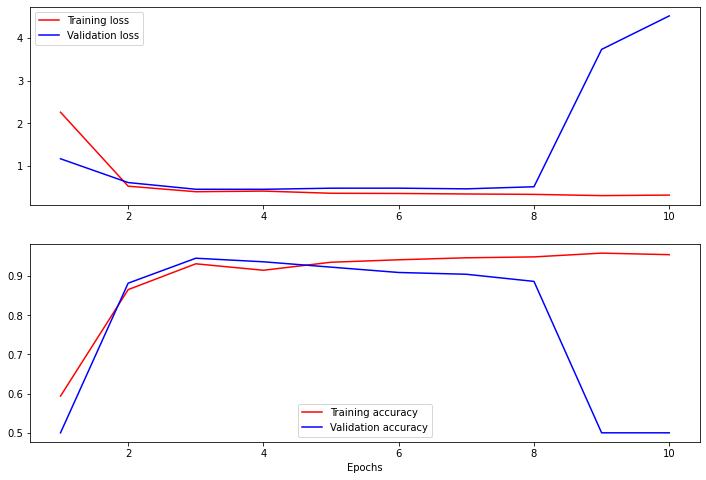 Training loss
Validation loss
4
3
2
1
2 4 6 8 10
0.9
0.8
0.7
0.6
0.5
Training accuracy
Validation accuracy
2 4 6 8 10
Epochs